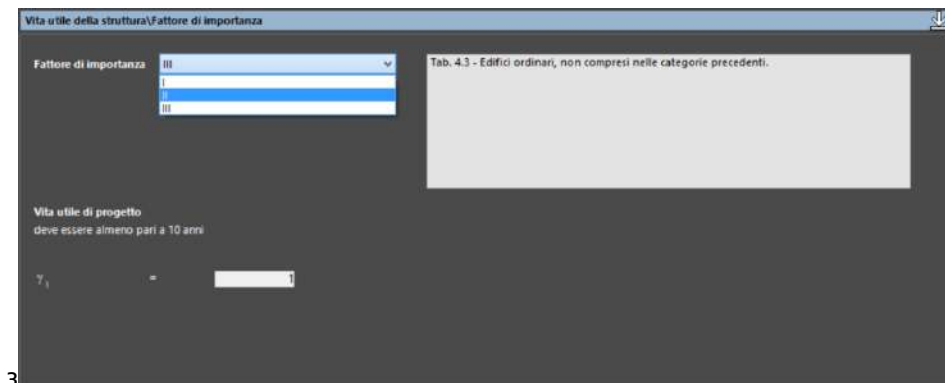 Vita utile della struttura\Fattore di importanza
Fattore di importanza III
I
II
III
Tab. 4.3 - Edifici ordinari, non compresi nelle categorie precedenti.
Vita utile di progetto
deve essere almeno pari a 10 anni
γI = 1
3